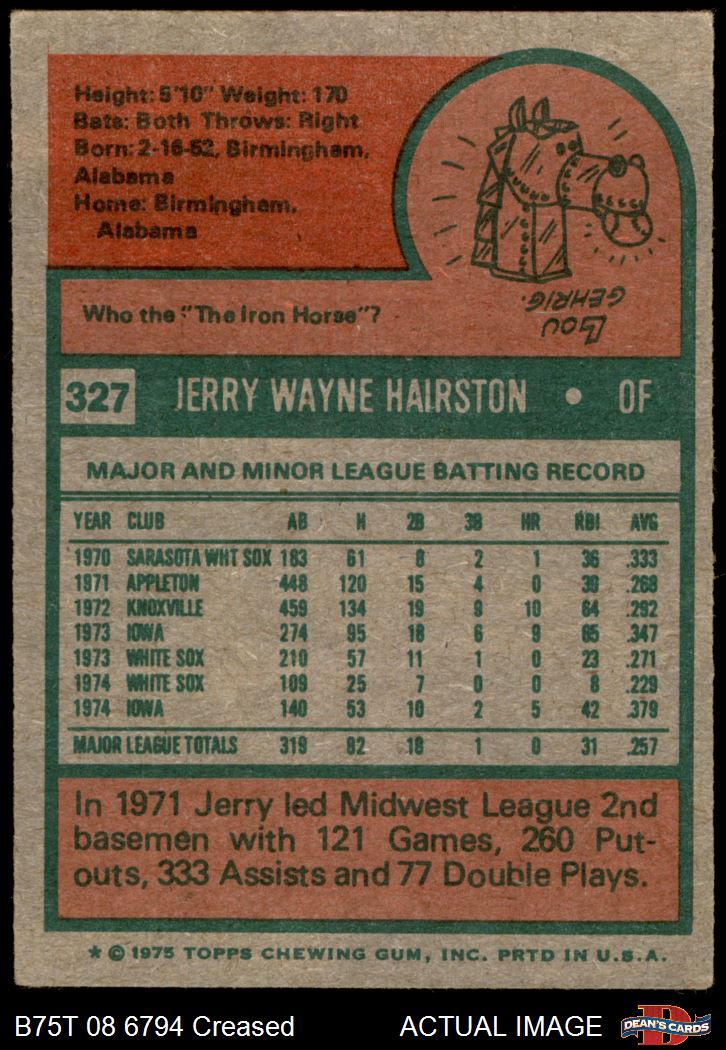 Height: 5'10" Weight: 170
Bats: Both Throws: Right
Born: 2-16-52, Birmingham,
Alabama
Home: Birmingham,
Alabama
Who the "The Iron Horse"?
LOU
GEHRIG.
327 JERRY WAYNE HAIRSTON • OF
MAJOR AND MINOR LEAGUE BATTING RECORD
YEAR CLUB AB H 2B 3B HR RBI AVG
1970 SARASOTA WHT SOX 183 61 8 2 1 36 .333
1971 APPLETON 448 120 15 4 0 39 .268
1972 KNOXVILLE 459 134 19 9 10 64 .292
1973 IOWA 274 95 18 6 9 65 .347
1973 WHITE SOX 210 57 11 1 0 23 .271
1974 WHITE SOX 109 25 7 0 0 8 .229
1974 IOWA 140 53 10 2 5 42 .379
MAJOR LEAGUE TOTALS 319 82 18 1 0 31 .257
In 1971 Jerry led Midwest League 2nd
basemen with 121 Games, 260 Put-
outs, 333 Assists and 77 Double Plays.
* © 1975 TOPPS CHEWING GUM, INC. PRTD IN U.S.A.
B75T 08 6794 Creased ACTUAL IMAGE
D
DEAN'S CARDS